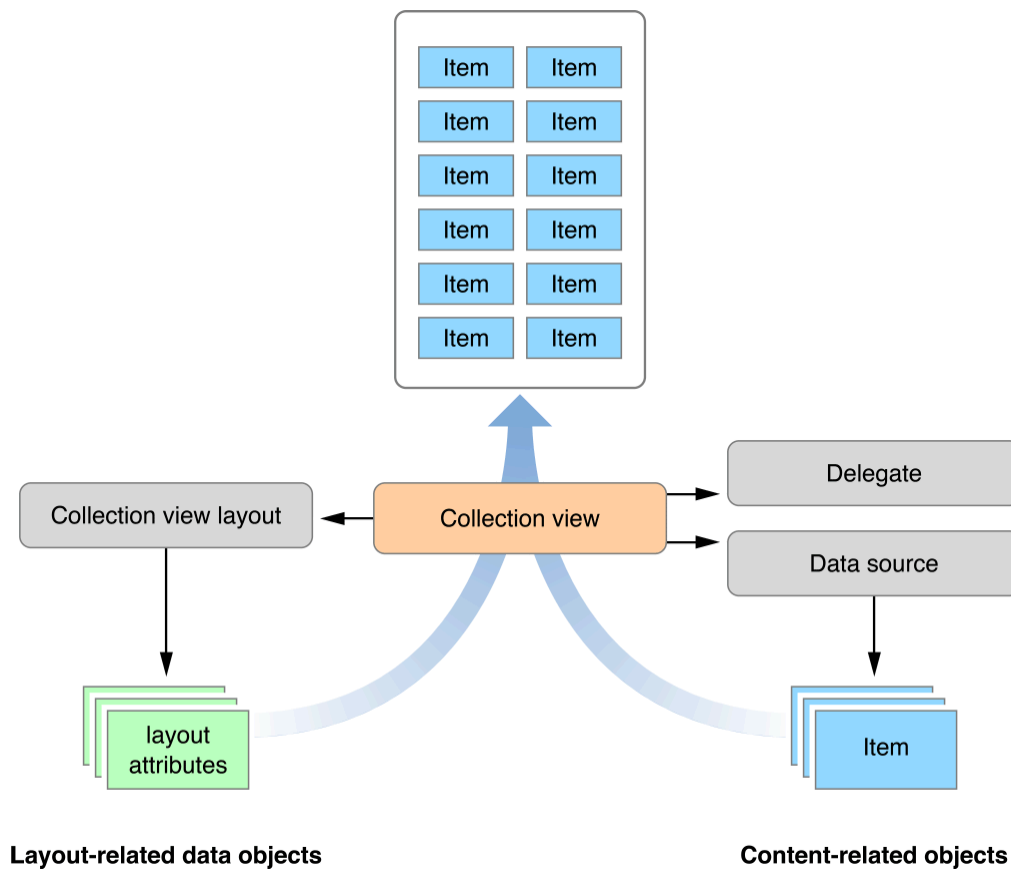 Item Item
Item Item
Item Item
Item Item
Item Item
Item Item
Delegate
Collection view layout
Collection view
Data source
layout
attributes
Item
Layout-related data objects
Content-related objects